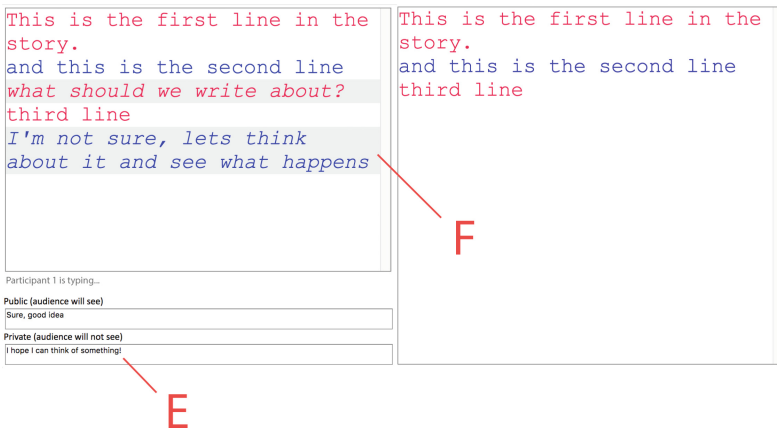 This is the first line in the
story.
and this is the second line
what should we write about?
third line
I'm not sure, lets think
about it and see what happens
Participant 1 is typing...
Public (audience will see)
Sure, good idea
Private (audience will not see)
I hope I can think of something!
E
This is the first line in the
story.
and this is the second line
third line
F